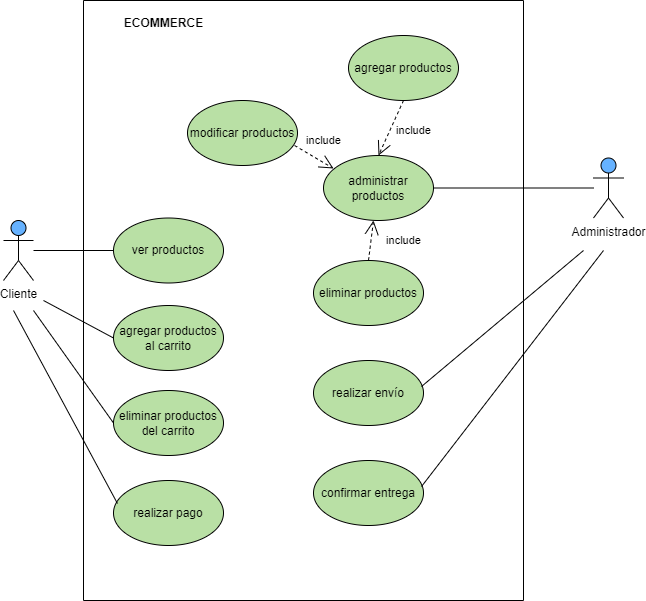 ECOMMERCE
agregar productos
modificar productos
include
include
administrar
productos
Administrador
ver productos
include
Cliente
eliminar productos
agregar productos
al carrito
realizar envío
eliminar productos
del carrito
confirmar entrega
realizar pago